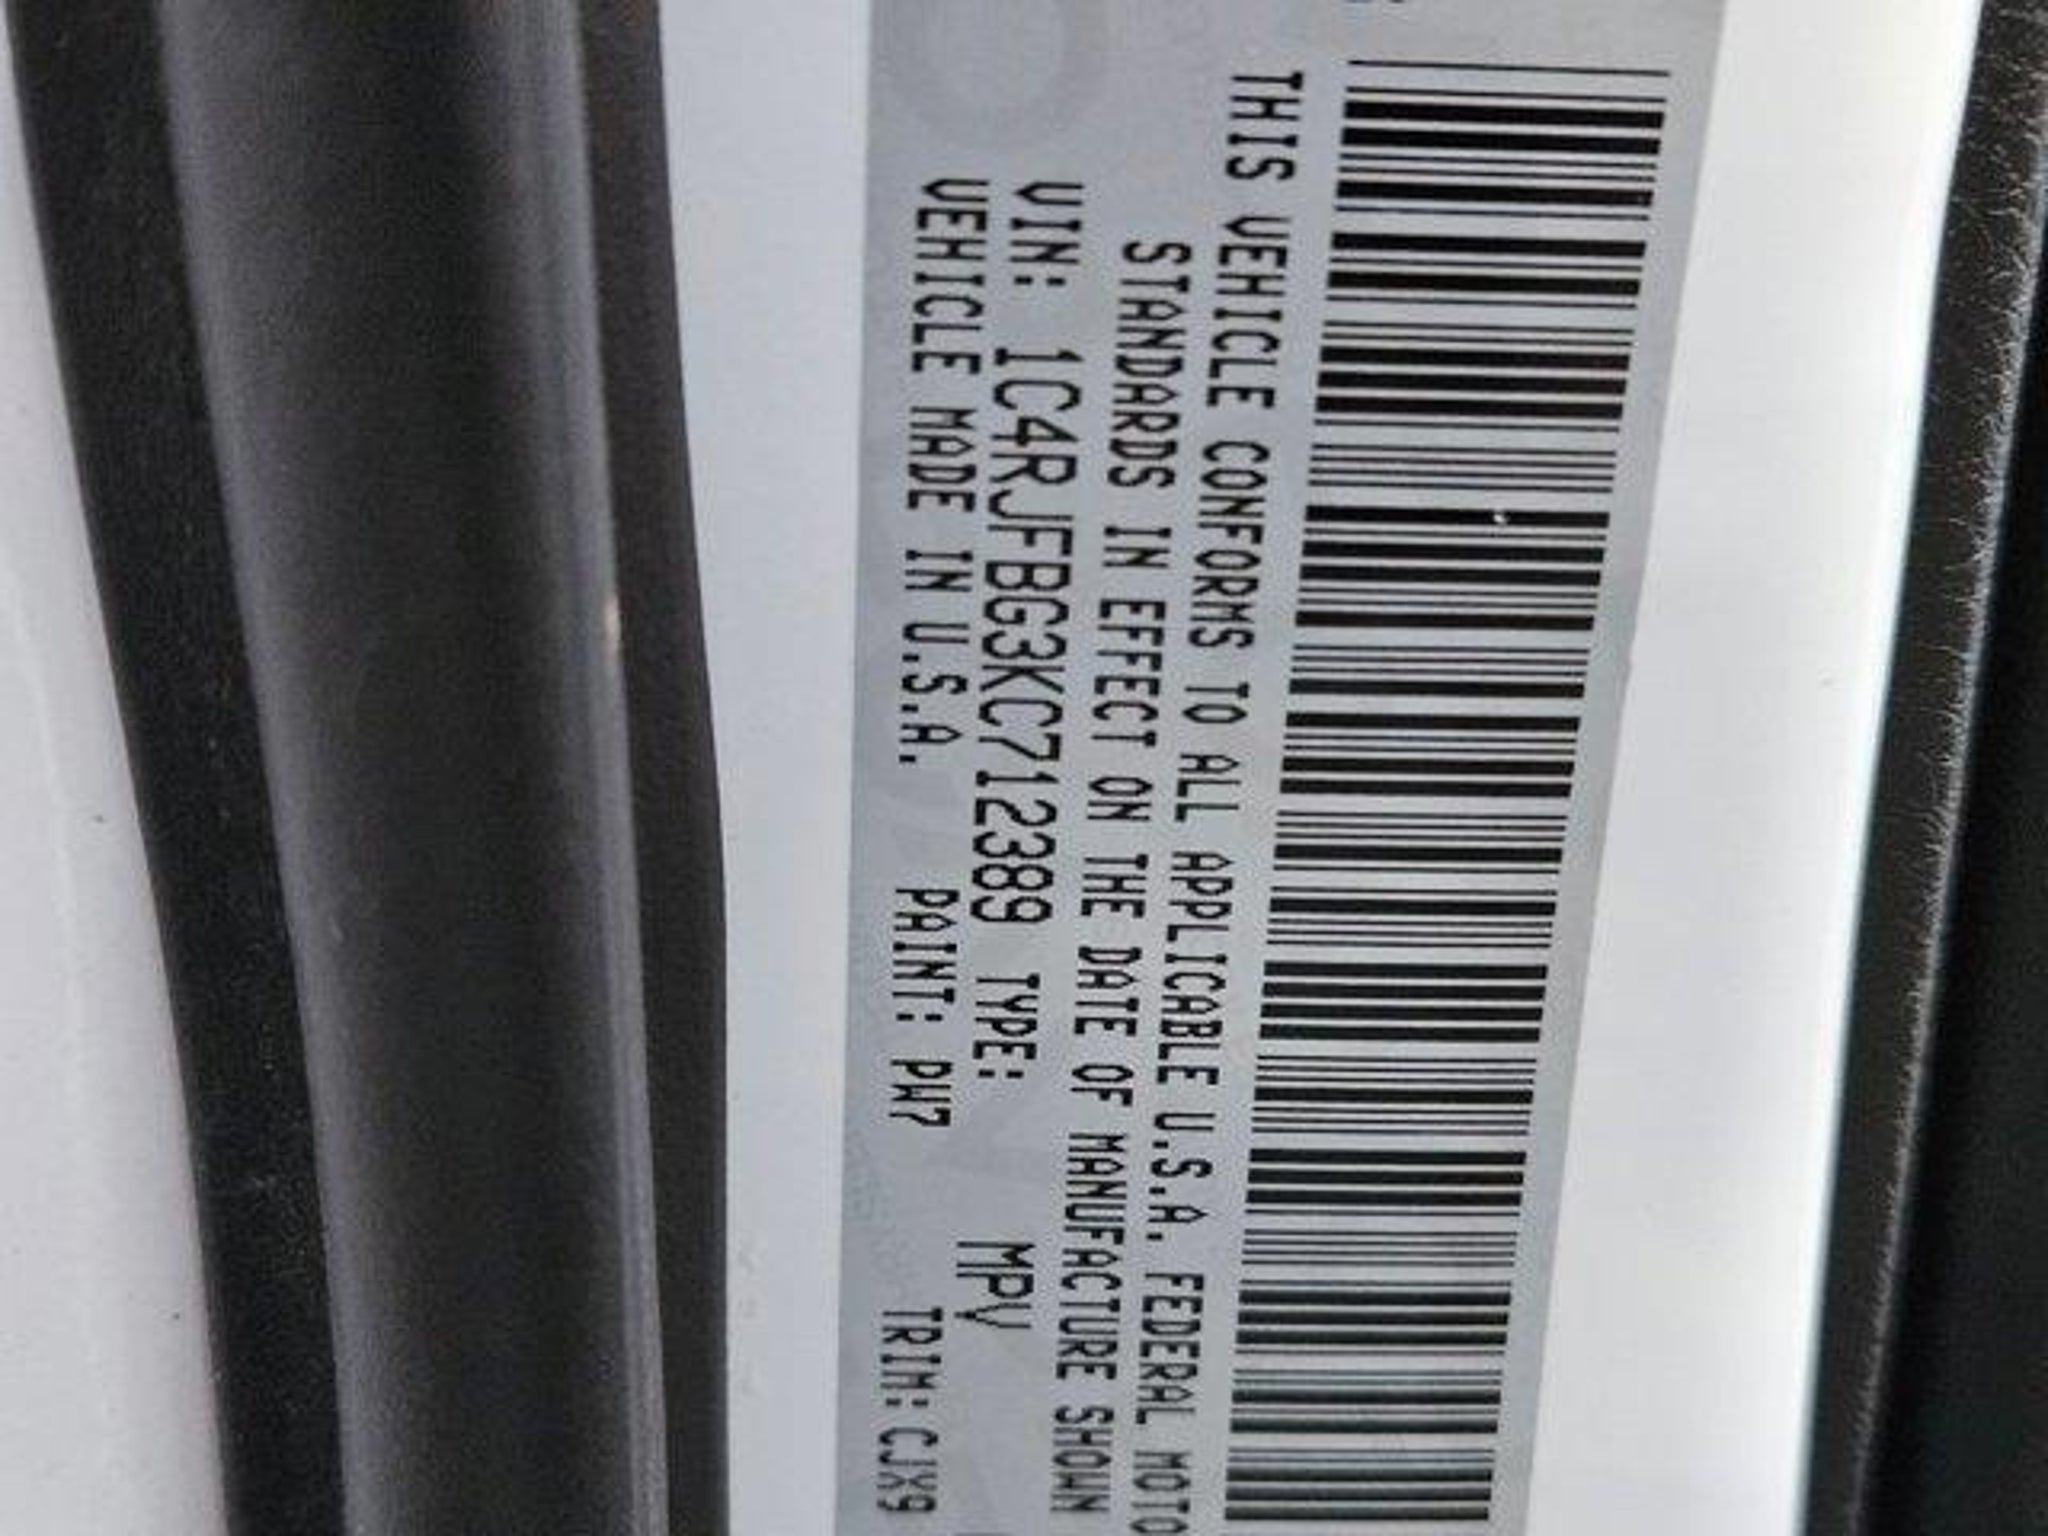 THIS VEHICLE CONFORMS TO ALL APPLICABLE U.S.A. FEDERAL MOTO
STANDARDS IN EFFECT ON THE DATE OF MANUFACTURE SHOWN
VIN: 1C4RJFBG3KC712389 TYPE: MPV
VEHICLE MADE IN U.S.A. PAINT: PW7 TRIM: CJX9